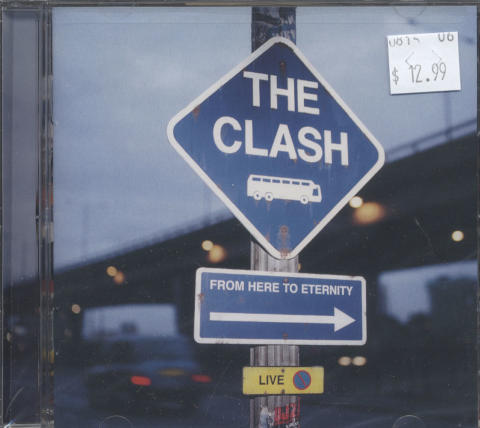 THE
CLASH
FROM HERE TO ETERNITY
LIVE
$ 12.99